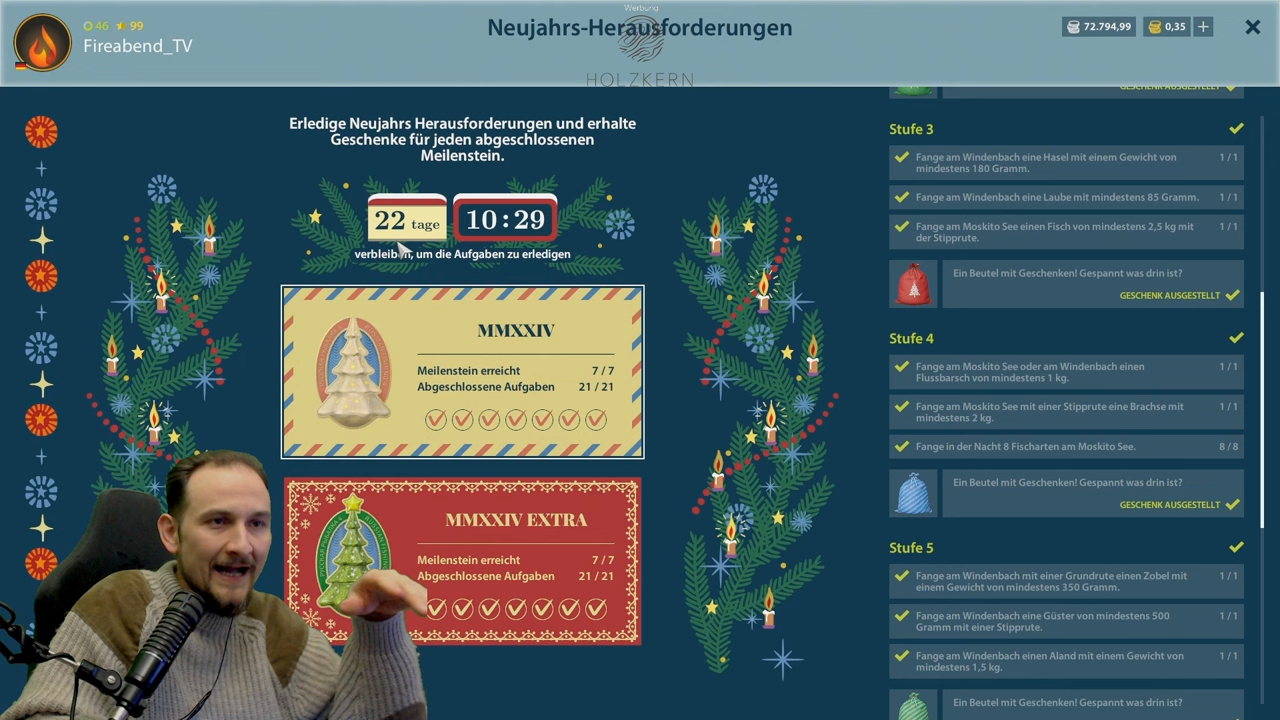 Werbung
46 99
Fireabend_TV
Neujahrs-Herausforderungen
HOLZKERN
72.794,99
0,35
Erledige Neujahrs Herausforderungen und erhalte
Geschenke für jeden abgeschlossenen
Meilenstein.
22 tage
10:29
verbleiben, um die Aufgaben zu erledigen
MMXXIV
Meilenstein erreicht 7 / 7
Abgeschlossene Aufgaben 21 / 21
MMXXIV EXTRA
Meilenstein erreicht 7 / 7
Abgeschlossene Aufgaben 21 / 21
GESCHENK AUSGESTELLT
Stufe 3
Fange am Windenbach eine Hasel mit einem Gewicht von 1 / 1
mindestens 180 Gramm.
Fange am Windenbach eine Laube mit mindestens 85 Gramm. 1 / 1
Fange am Moskito See einen Fisch von mindestens 2,5 kg mit 1 / 1
der Stipprute.
Ein Beutel mit Geschenken! Gespannt was drin ist?
GESCHENK AUSGESTELLT
Stufe 4
Fange am Moskito See oder am Windenbach einen 1 / 1
Flussbarsch von mindestens 1 kg.
Fange am Moskito See mit einer Stipprute eine Brachse mit 1 / 1
mindestens 2 kg.
Fange in der Nacht 8 Fischarten am Moskito See. 8 / 8
Ein Beutel mit Geschenken! Gespannt was drin ist?
GESCHENK AUSGESTELLT
Stufe 5
Fange am Windenbach mit einer Grundrute einen Zobel mit 1 / 1
einem Gewicht von mindestens 350 Gramm.
Fange am Windenbach eine Güster von mindestens 500 1 / 1
Gramm mit einer Stipprute.
Fange am Windenbach einen Aland mit einem Gewicht von 1 / 1
mindestens 1,5 kg.
Ein Beutel mit Geschenken! Gespannt was drin ist?